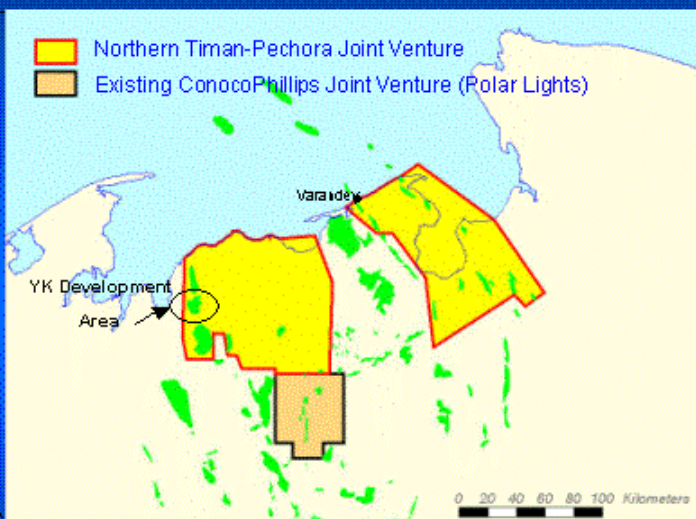 Northern Timan-Pechora Joint Venture
Existing ConocoPhillips Joint Venture (Polar Lights)
Varandey
YK Development
Area
0 20 40 60 80 100 Kilometers